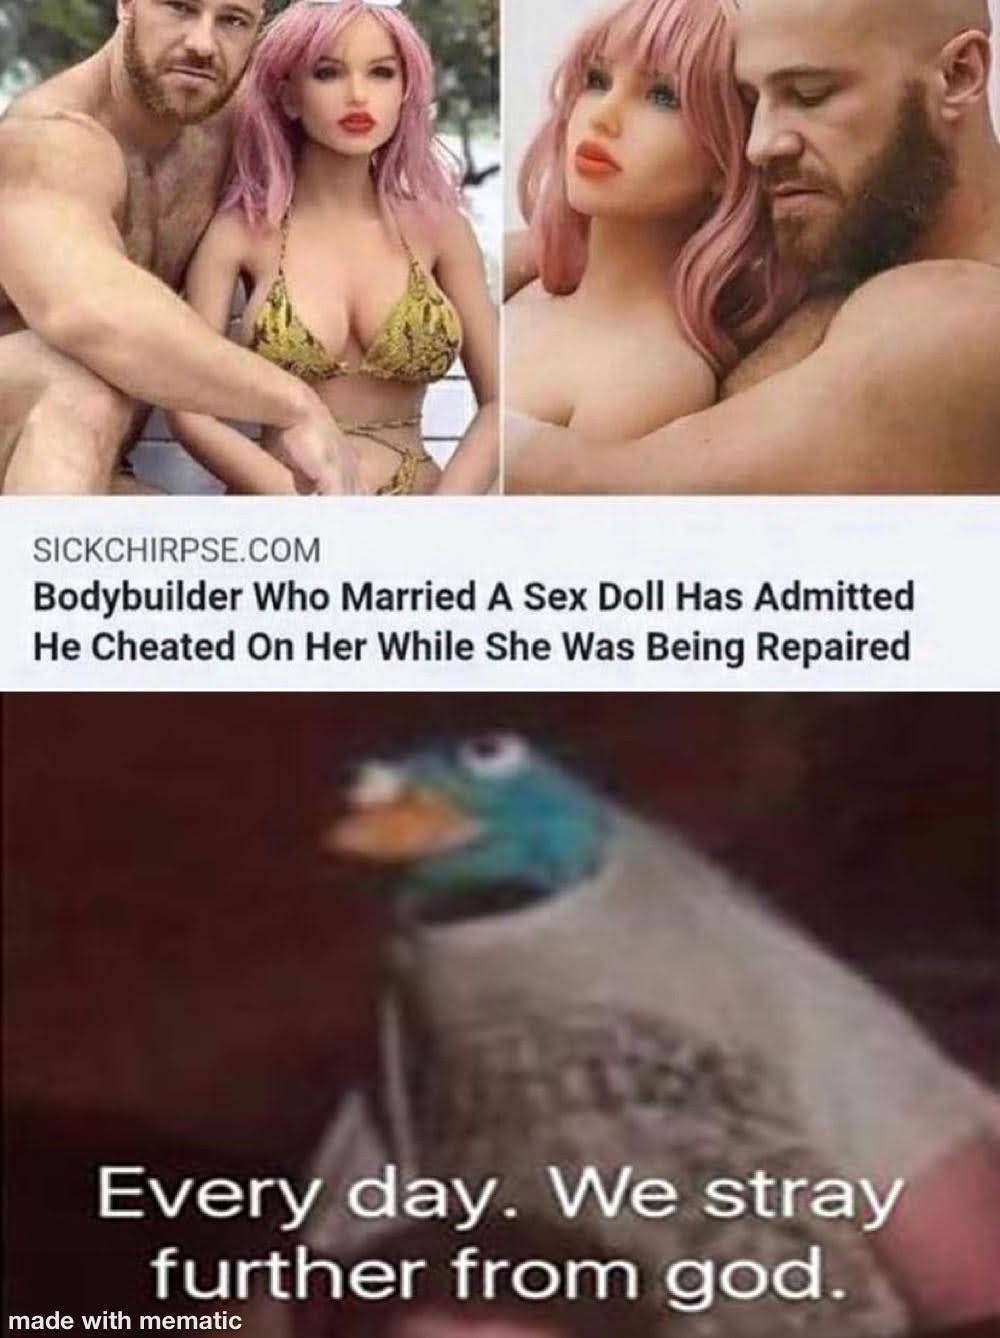 SICKCHIRPSE.COM
Bodybuilder Who Married A Sex Doll Has Admitted
He Cheated On Her While She Was Being Repaired
Every day. We stray
further from god.
made with mematic